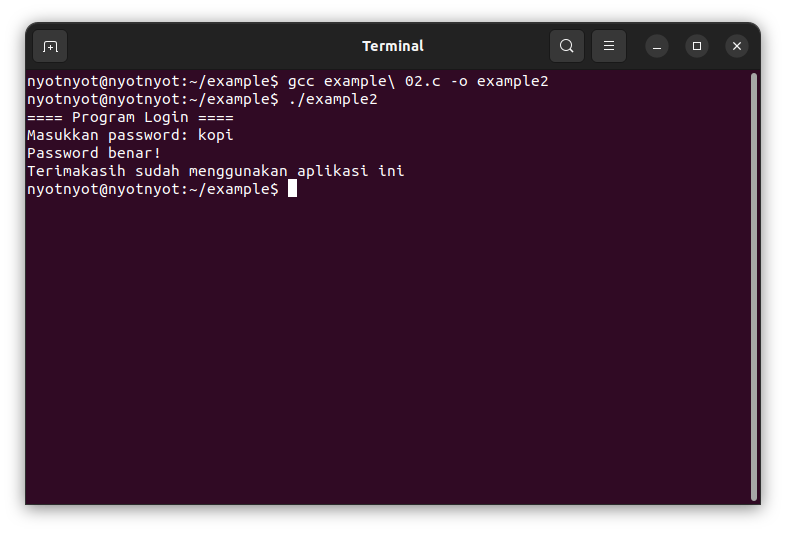 Terminal
nyotnyot@nyotnyot:~/example$ gcc example\ 02.c -o example2
nyotnyot@nyotnyot:~/example$ ./example2
==== Program Login ====
Masukkan password: kopi
Password benar!
Terimakasih sudah menggunakan aplikasi ini
nyotnyot@nyotnyot:~/example$